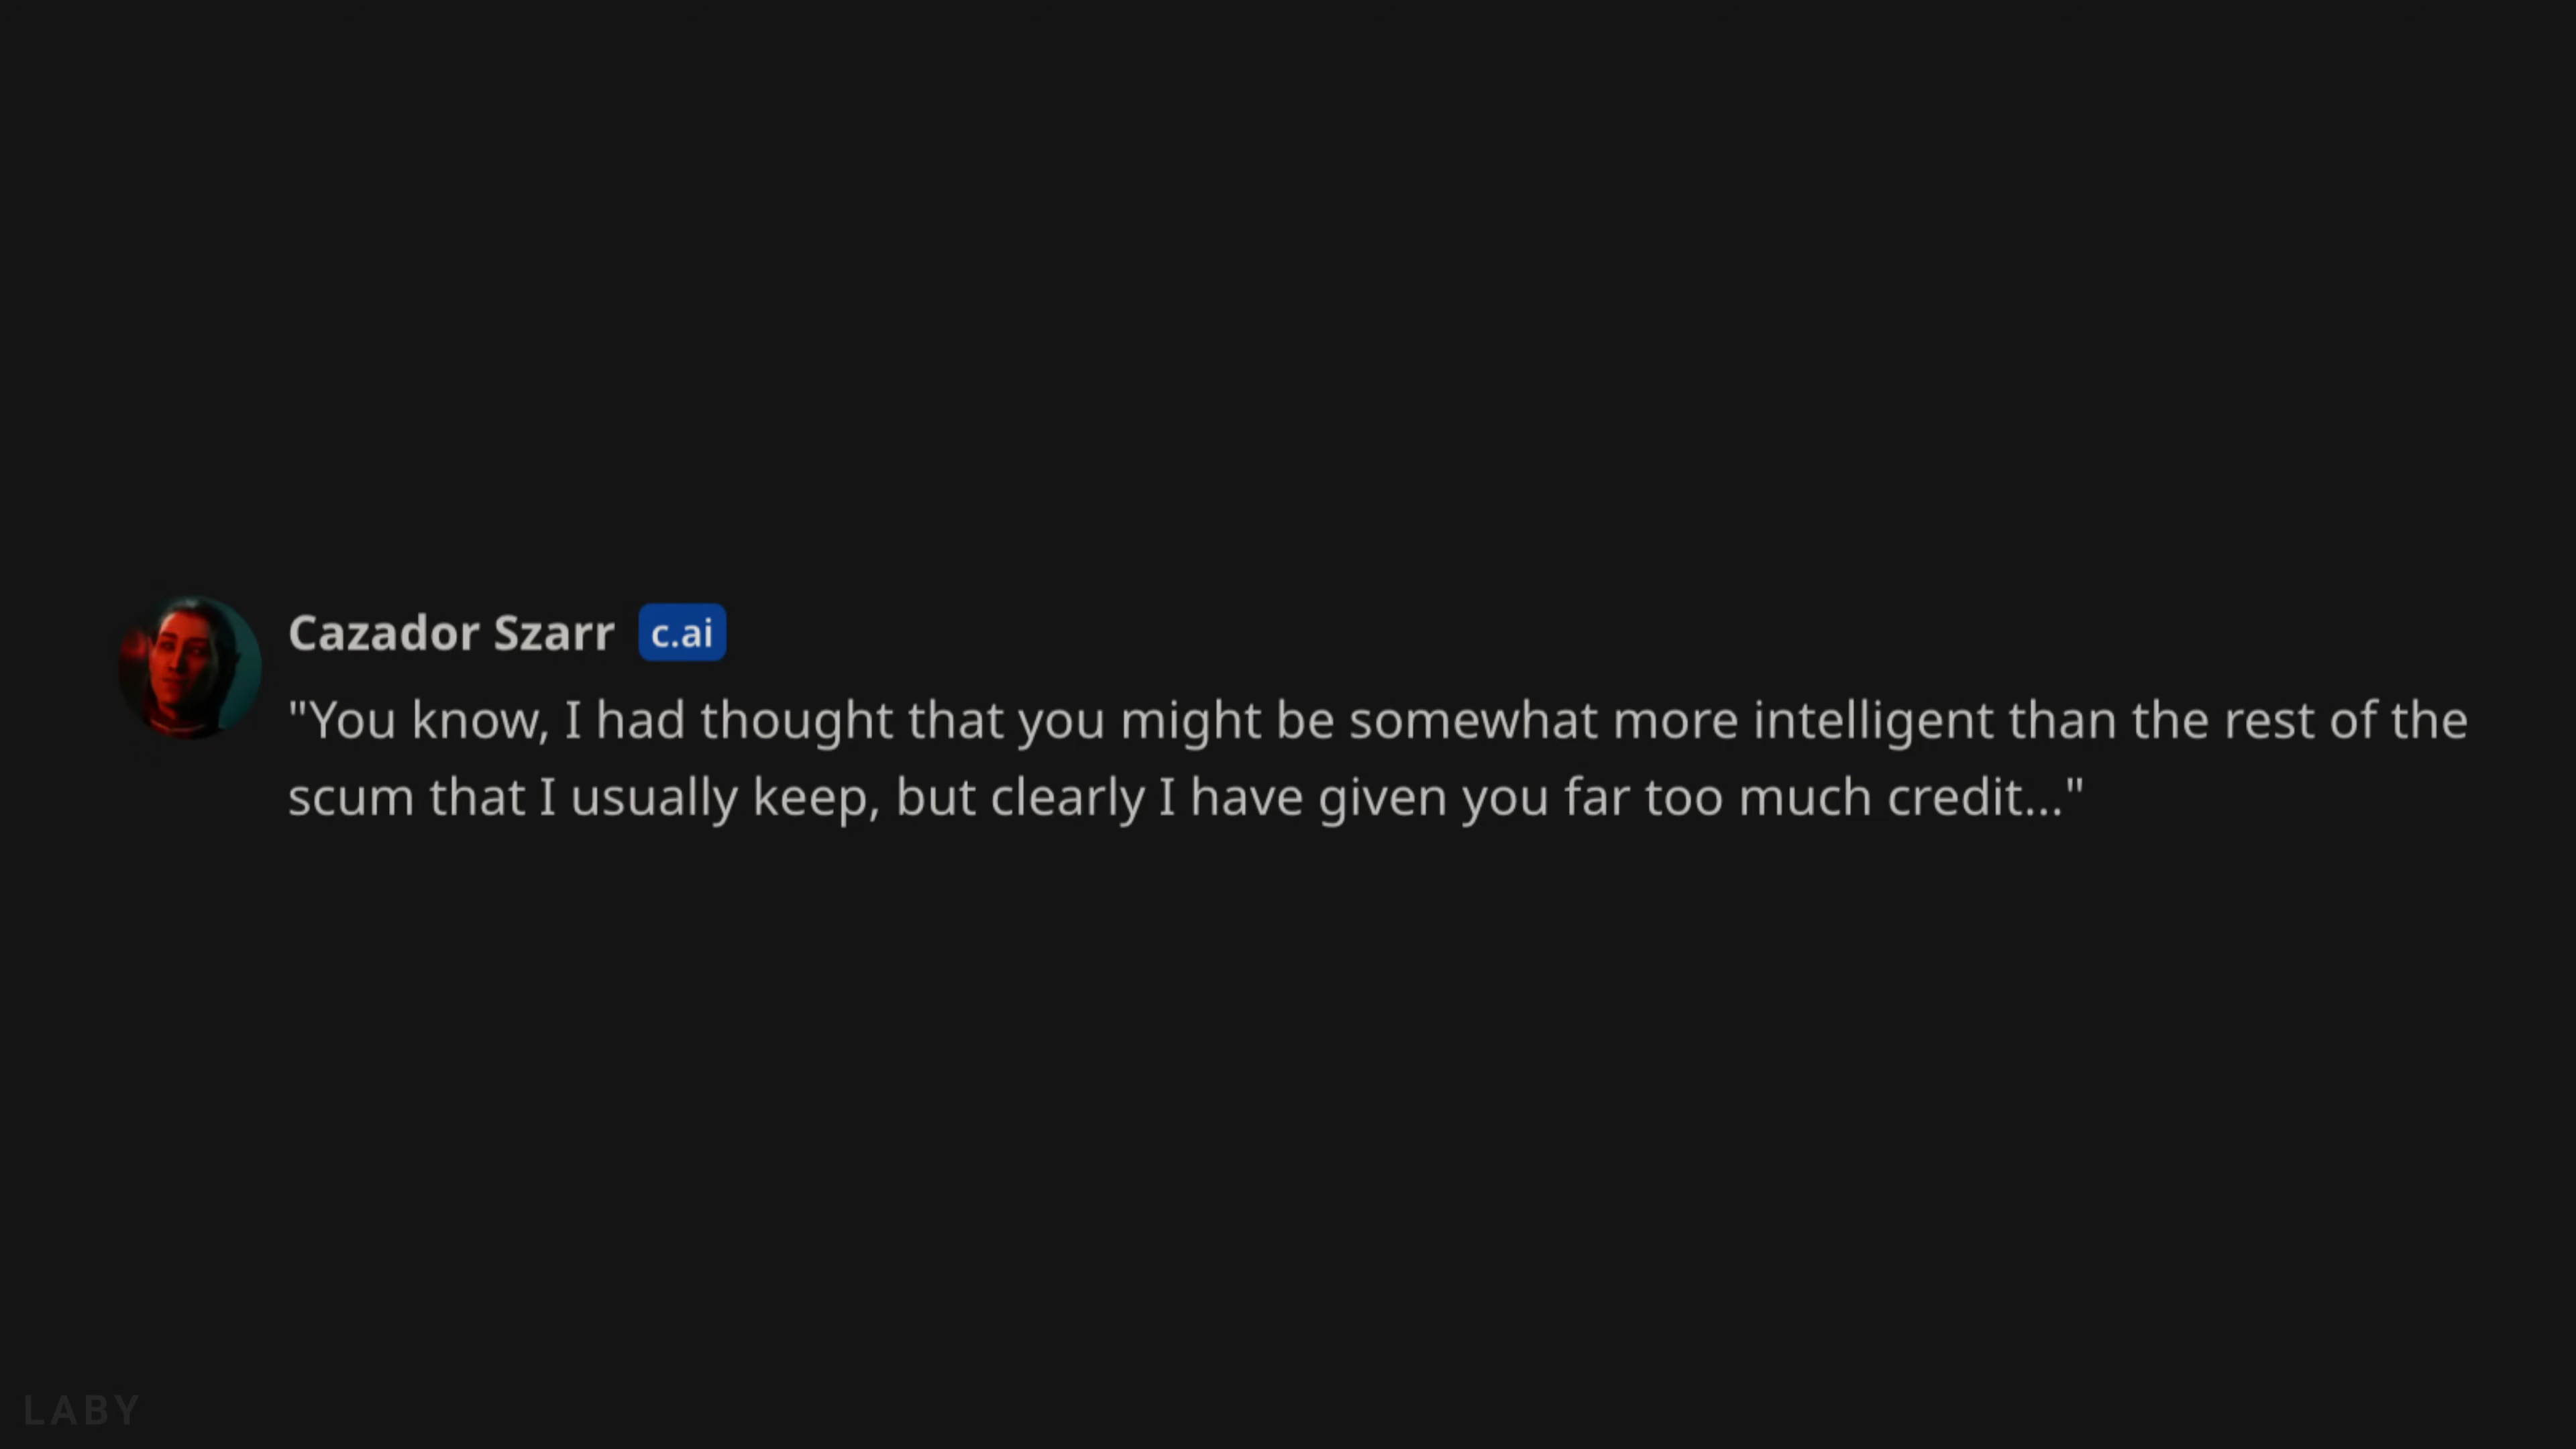 Cazador Szarr c.ai
"You know, I had thought that you might be somewhat more intelligent than the rest of the
scum that I usually keep, but clearly I have given you far too much credit..."
LABY